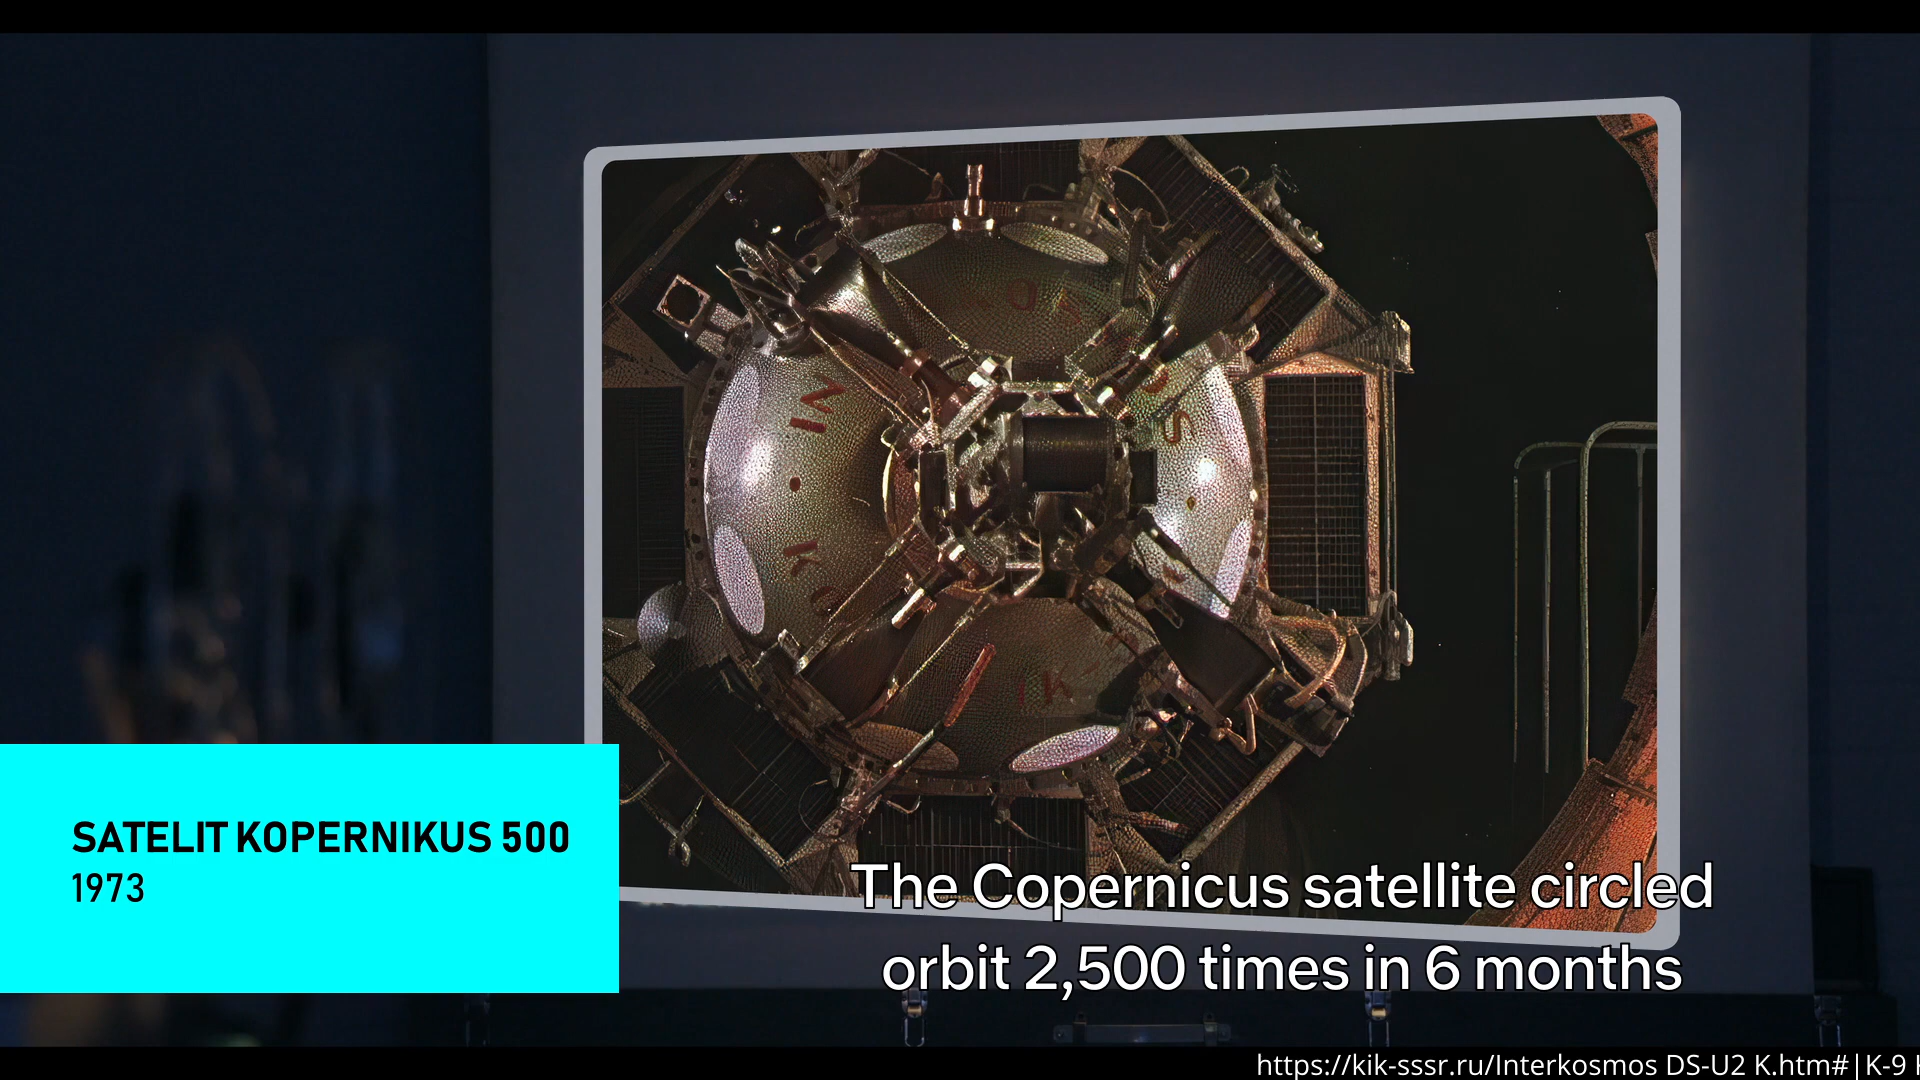 SATELIT KOPERNIKUS 500
1973
The Copernicus satellite circled
orbit 2,500 times in 6 months
https://kik-sssr.ru/Interkosmos DS-U2 K.htm#|K-9